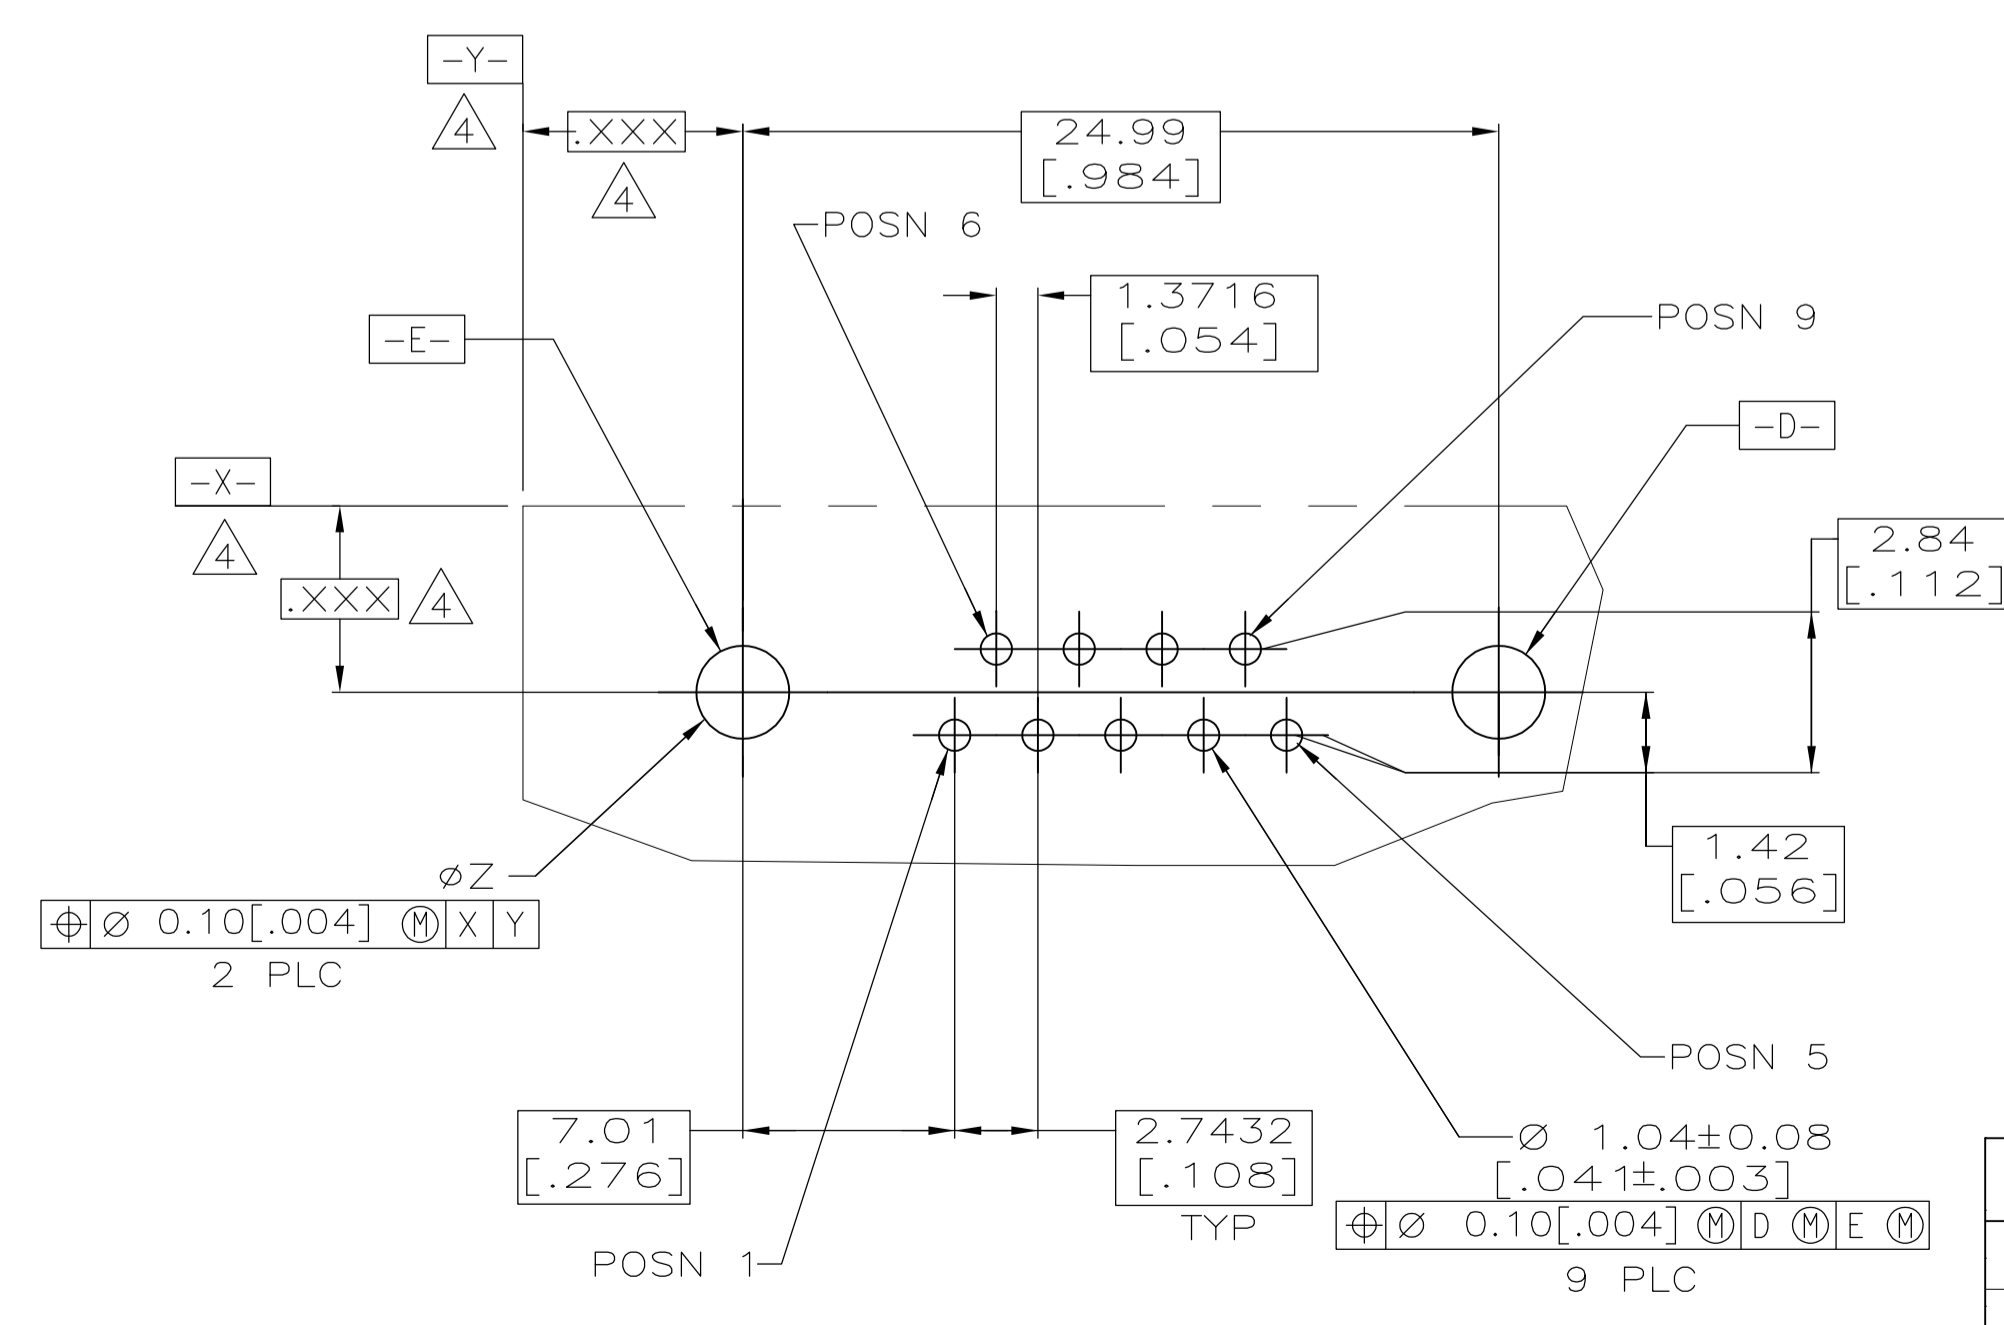 -Y-
4
.XXX
4
24.99
[.984]
POSN 6
1.3716
[.054]
POSN 9
-E-
-D-
-X-
4
.XXX
4
2.84
[.112]
1.42
[.056]
⌀Z
⌖ ⌀ 0.10[.004] Ⓜ X Y
2 PLC
POSN 5
7.01
[.276]
2.7432
[.108]
TYP
⌀ 1.04±0.08
[.041±.003]
⌖ ⌀ 0.10[.004] Ⓜ D Ⓜ E Ⓜ
9 PLC
POSN 1